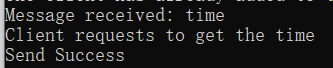 Message received: time
Client requests to get the time
Send Success